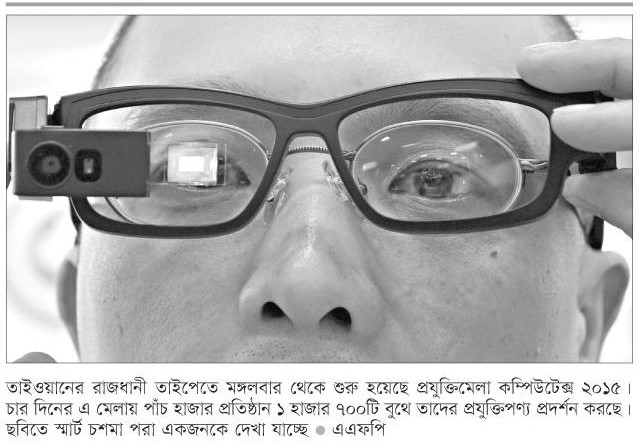 তাইওয়ানের রাজধানী তাইপেতে মঙ্গলবার থেকে শুরু হয়েছে প্রযুক্তিমেলা কম্পিউটেক্স ২০১৫।
চার দিনের এ মেলায় পাঁচ হাজার প্রতিষ্ঠান ১ হাজার ৭০০টি বুথে তাদের প্রযুক্তিপণ্য প্রদর্শন করছে।
ছবিতে স্মার্ট চশমা পরা একজনকে দেখা যাচ্ছে ● এএফপি